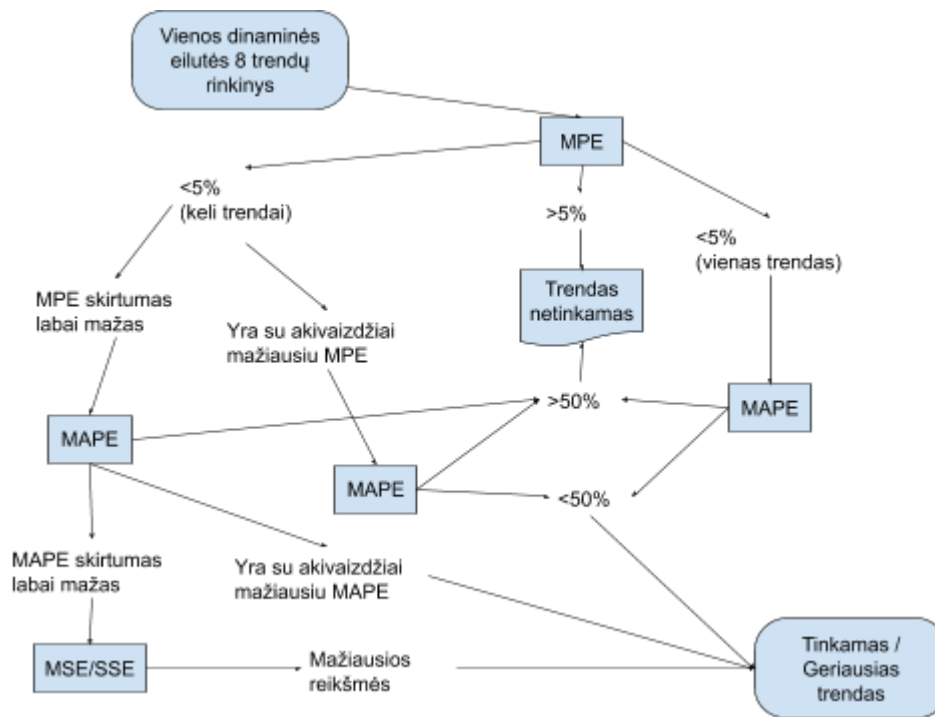 Vienos dinaminės
eilutės 8 trendų
rinkinys
MPE
<5%
(keli trendai)
>5%
<5%
(vienas trendas)
MPE skirtumas
labai mažas
Trendas
netinkamas
Yra su akivaizdžiai
mažiausiu MPE
MAPE
>50%
MAPE
MAPE
<50%
MAPE skirtumas
labai mažas
Yra su akivaizdžiai
mažiausiu MAPE
MSE/SSE
Mažiausios
reikšmės
Tinkamas /
Geriausias
trendas